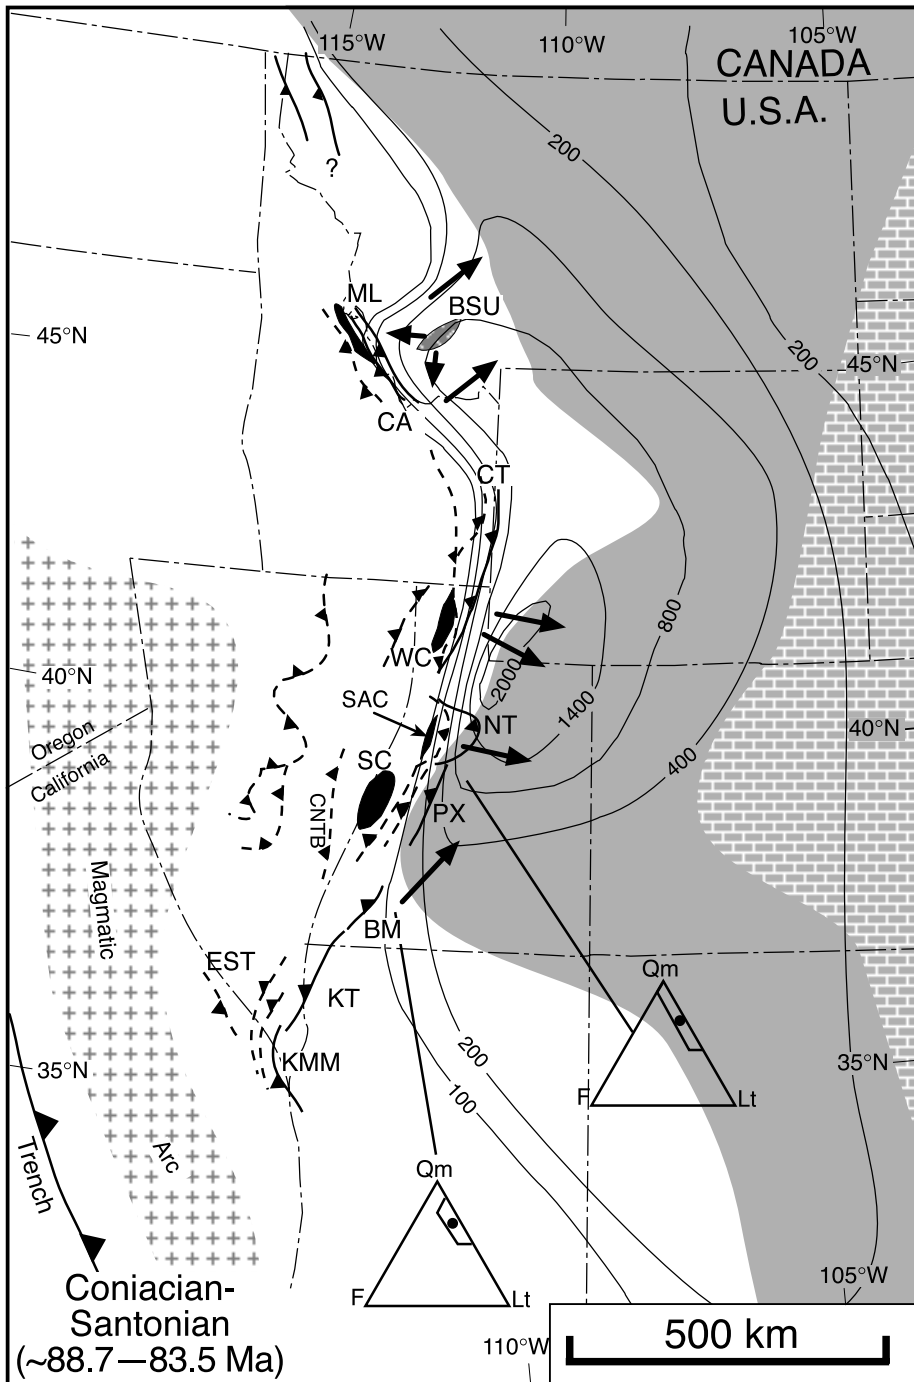 115°W
110°W
105°W
CANADA
U.S.A.
200
?
ML
BSU
45°N
200
45°N
CA
CT
800
WC
2000
40°N
1400
SAC
NT
40°N
Oregon
California
SC
400
CNTB
PX
Magmatic
BM
EST
Qm
KT
200
35°N
KMM
35°N
100
F
Lt
Trench
Arc
Qm
105°W
Coniacian-
Santonian
(~88.7—83.5 Ma)
F
Lt
110°W
500 km